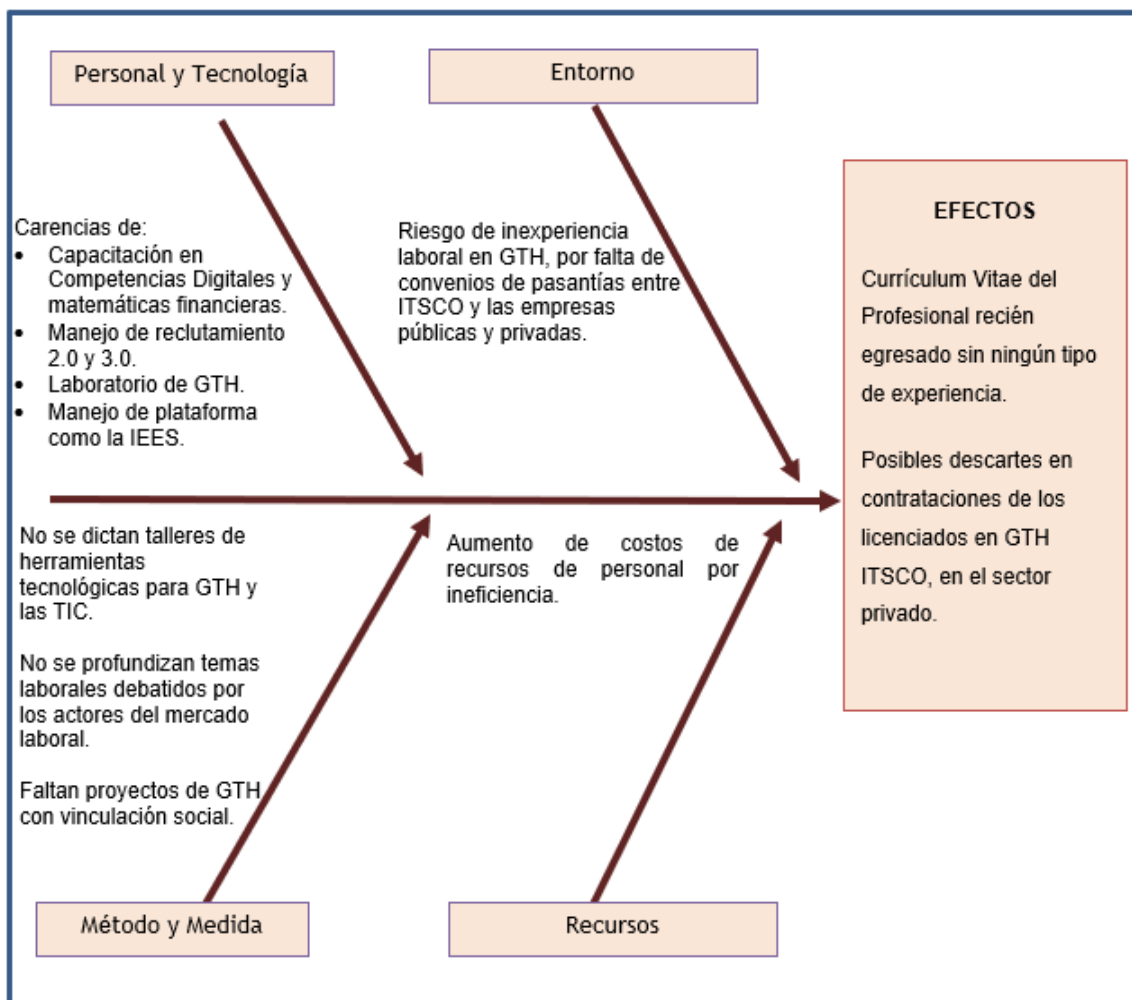 Personal y Tecnología
Entorno
Carencias de:
• Capacitación en
Competencias Digitales y
matemáticas financieras.
• Manejo de reclutamiento
2.0 y 3.0.
• Laboratorio de GTH.
• Manejo de plataforma
como la IEES.
Riesgo de inexperiencia
laboral en GTH, por falta de
convenios de pasantías entre
ITSCO y las empresas
públicas y privadas.
EFECTOS
Currículum Vitae del
Profesional recién
egresado sin ningún tipo
de experiencia.
Posibles descartes en
contrataciones de los
licenciados en GTH
ITSCO, en el sector
privado.
No se dictan talleres de
herramientas
tecnológicas para GTH y
las TIC.
No se profundizan temas
laborales debatidos por
los actores del mercado
laboral.
Faltan proyectos de GTH
con vinculación social.
Aumento de costos de
recursos de personal por
ineficiencia.
Método y Medida
Recursos